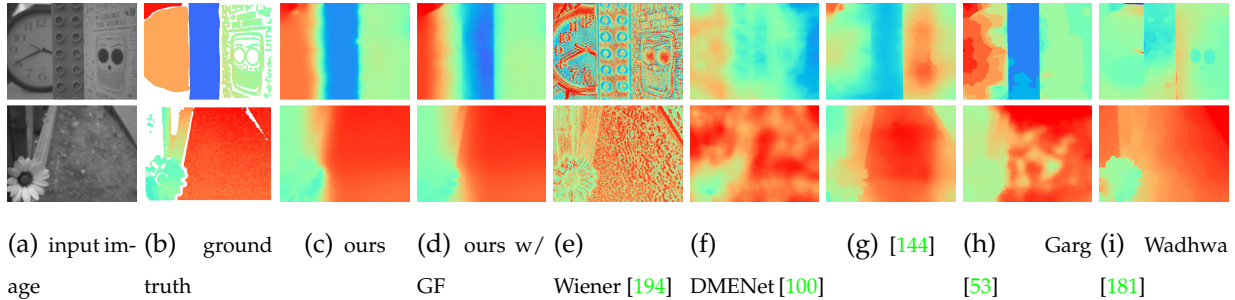 (a) input im-
age
(b) ground
truth
(c) ours
(d) ours w/
GF
(e)
Wiener [194]
(f)
DMENet [100]
(g) [144]
(h) Garg
[53]
(i) Wadhwa
[181]